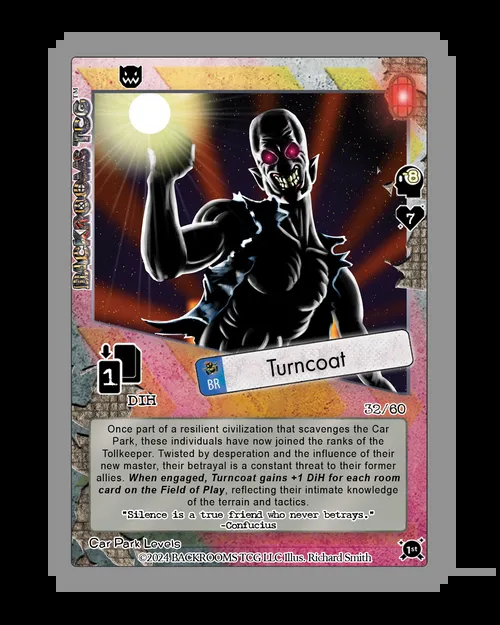 BACKROOMS TCG™
8
7
1
DIH
BR
Turncoat
32/60
Once part of a resilient civilization that scavenges the Car
Park, these individuals have now joined the ranks of the
Tollkeeper. Twisted by desperation and the influence of their
new master, their betrayal is a constant threat to their former
allies. When engaged, Turncoat gains +1 DiH for each room
card on the Field of Play, reflecting their intimate knowledge
of the terrain and tactics.
"Silence is a true friend who never betrays."
-Confucius
Car Park Levels
©2024 BACKROOMS TCG LLC Illus. Richard Smith
1st